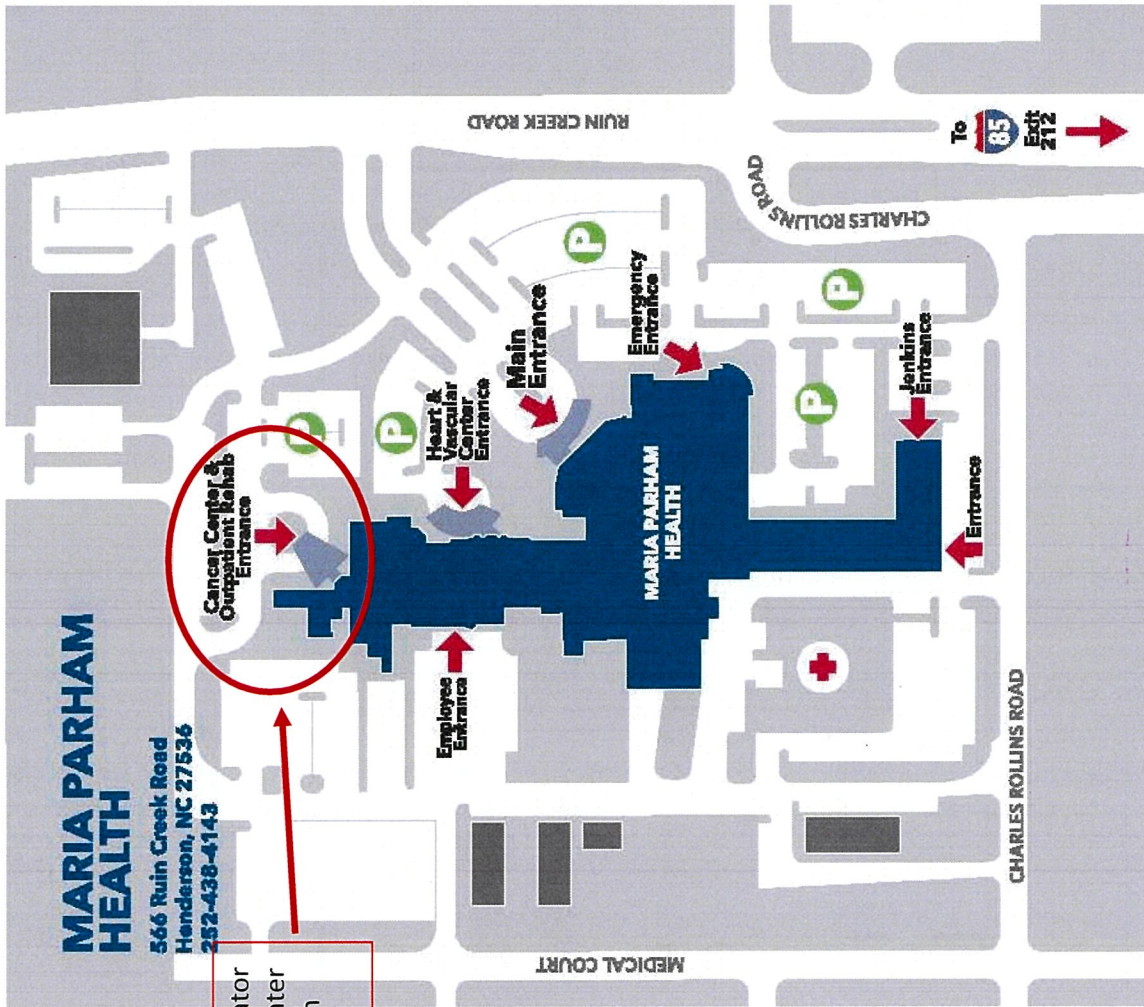 MARIA PARHAM
HEALTH
566 Ruin Creek Road
Henderson, NC 27536
252-438-4143
Cancer Center &
Outpatient Rehab
Entrance
P
P
Heart &
Vascular
Center
Entrance
Main
Entrance
P
RUIN CREEK ROAD
Emergency
Entrance
CHARLES ROLLINS ROAD
To
85
Exit
212
P
P
Jenkins
Entrance
Entrance
MARIA PARHAM
HEALTH
Employee
Entrance
MEDICAL COURT
CHARLES ROLLINS ROAD